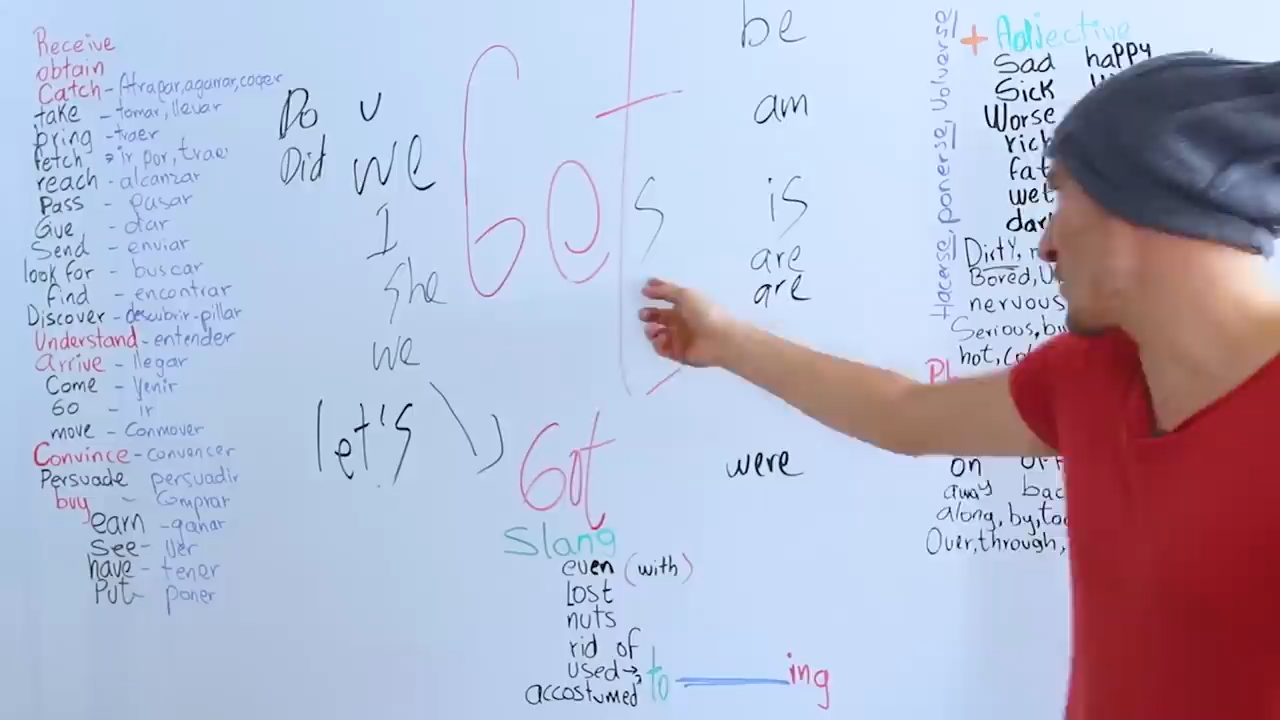 Receive
obtain
Catch - Atrapar, agarrar, coger
take - tomar, llevar
bring - traer
fetch - ir por, traer
reach - alcanzar
Pass - pasar
Give - dar
Send - enviar
look for - buscar
find - encontrar
Discover - descubrir - pillar
Understand - entender
Arrive - llegar
Come - venir
Go - ir
move - Conmover
Convince - convencer
Persuade persuadir
buy - Comprar
earn - ganar
See - ver
have - tener
Put - poner
Do U
Did We
I
She
we
let's
Get
s
Got
Slang
even (with)
Lost
nuts
rid of
used →
accostumed
to ing
be
am
is
are
are
were
Hacerse, ponerse, Volverse
+ Adjective
Sad happy
Sick
Worse
rich
fat
wet
Dirty,
Bored,
nervous
Serious,
hot,
on
away
along, by,
Over, through,